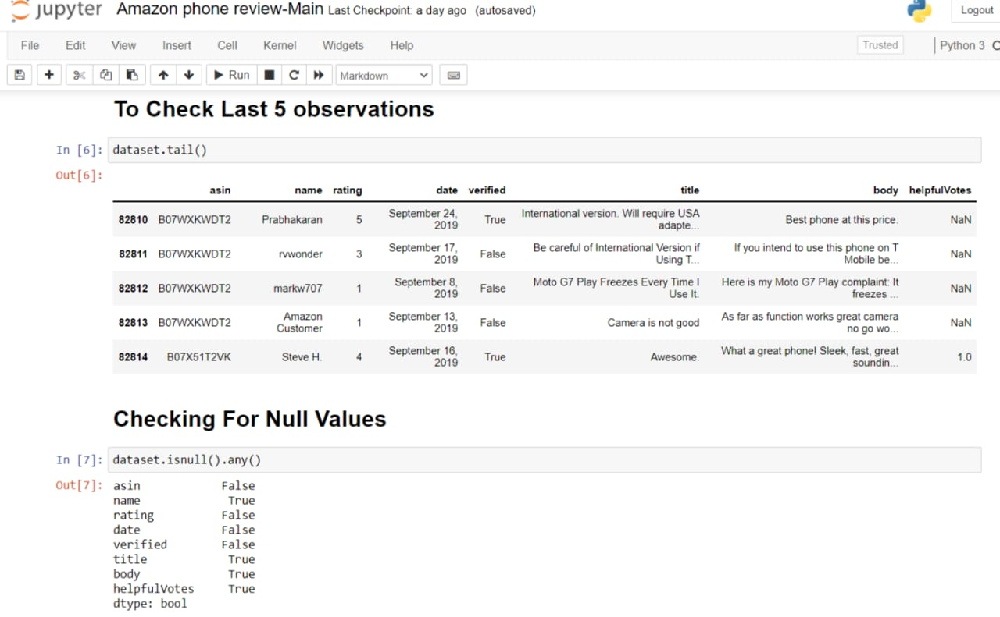 jupyter Amazon phone review-Main Last Checkpoint: a day ago (autosaved) Logout
File Edit View Insert Cell Kernel Widgets Help Trusted Python 3
Run Markdown
To Check Last 5 observations
In [6]: dataset.tail()
Out[6]:
asin name rating date verified title body helpfulVotes
82810 B07WXKWDT2 Prabhakaran 5 September 24, 2019 True International version. Will require USA adapte... Best phone at this price. NaN
82811 B07WXKWDT2 rvwonder 3 September 17, 2019 False Be careful of International Version if Using T... If you intend to use this phone on T Mobile be... NaN
82812 B07WXKWDT2 markw707 1 September 8, 2019 False Moto G7 Play Freezes Every Time I Use It. Here is my Moto G7 Play complaint: It freezes ... NaN
82813 B07WXKWDT2 Amazon Customer 1 September 13, 2019 False Camera is not good As far as function works great camera no go wo... NaN
82814 B07X51T2VK Steve H. 4 September 16, 2019 True Awesome. What a great phone! Sleek, fast, great soundin... 1.0
Checking For Null Values
In [7]: dataset.isnull().any()
Out[7]: asin False
name True
rating False
date False
verified False
title True
body True
helpfulVotes True
dtype: bool